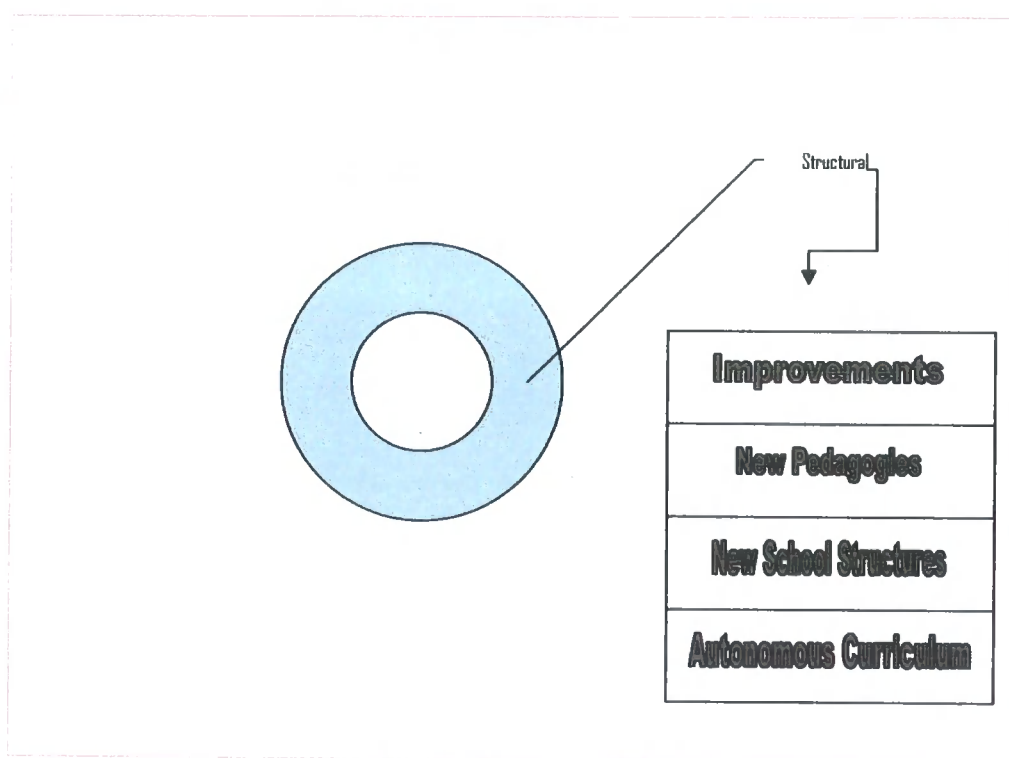 Structural
Improvements
New Pedagogies
New School Structures
Autonomous Curriculum